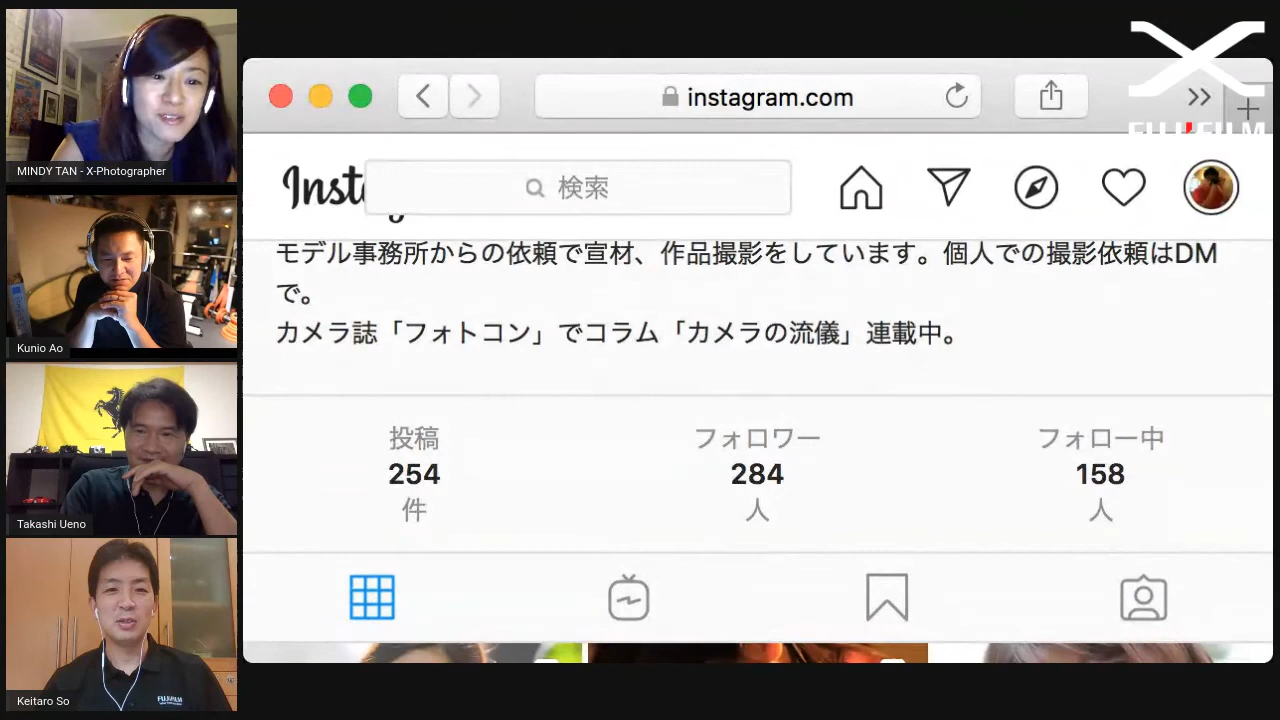 MINDY TAN - X-Photographer
Kunio Ao
Takashi Ueno
Keitaro So
FUJIFILM
instagram.com
FUJIFILM
検索
モデル事務所からの依頼で宣材、作品撮影をしています。個人での撮影依頼はDM
で。
カメラ誌「フォトコン」でコラム「カメラの流儀」連載中。
投稿
254
件
フォロワー
284
人
フォロー中
158
人